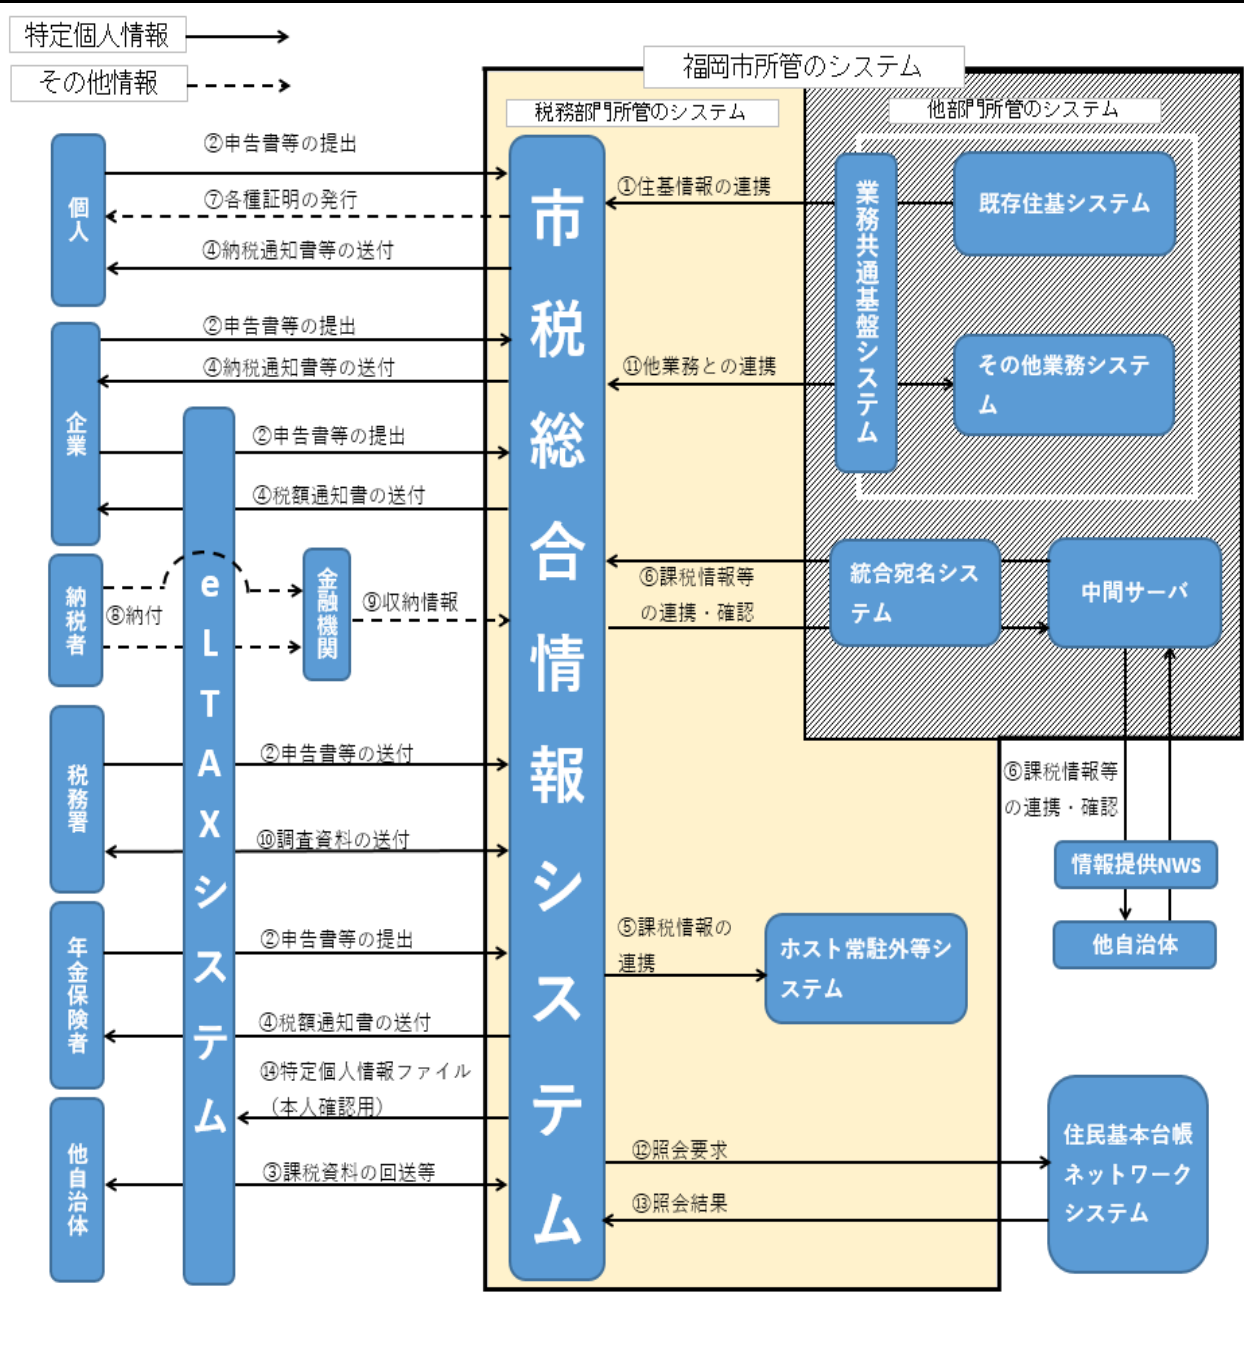 特定個人情報
その他情報
福岡市所管のシステム
税務部門所管のシステム
他部門所管のシステム
個人
②申告書等の提出
⑦各種証明の発行
④納税通知書等の送付
企業
②申告書等の提出
④納税通知書等の送付
②申告書等の提出
④税額通知書の送付
納税者
⑧納付
金融機関
⑨収納情報
税務署
②申告書等の送付
⑩調査資料の送付
年金保険者
②申告書等の提出
④税額通知書の送付
⑭特定個人情報ファイル
（本人確認用）
他自治体
③課税資料の回送等
eLTAXシステム
市税総合情報システム
①住基情報の連携
業務共通基盤システム
既存住基システム
⑪他業務との連携
その他業務システ
ム
⑥課税情報等
の連携・確認
統合宛名シス
テム
中間サーバ
⑥課税情報等
の連携・確認
情報提供NWS
他自治体
⑤課税情報の
連携
ホスト常駐外等シ
ステム
⑫照会要求
⑬照会結果
住民基本台帳
ネットワーク
システム